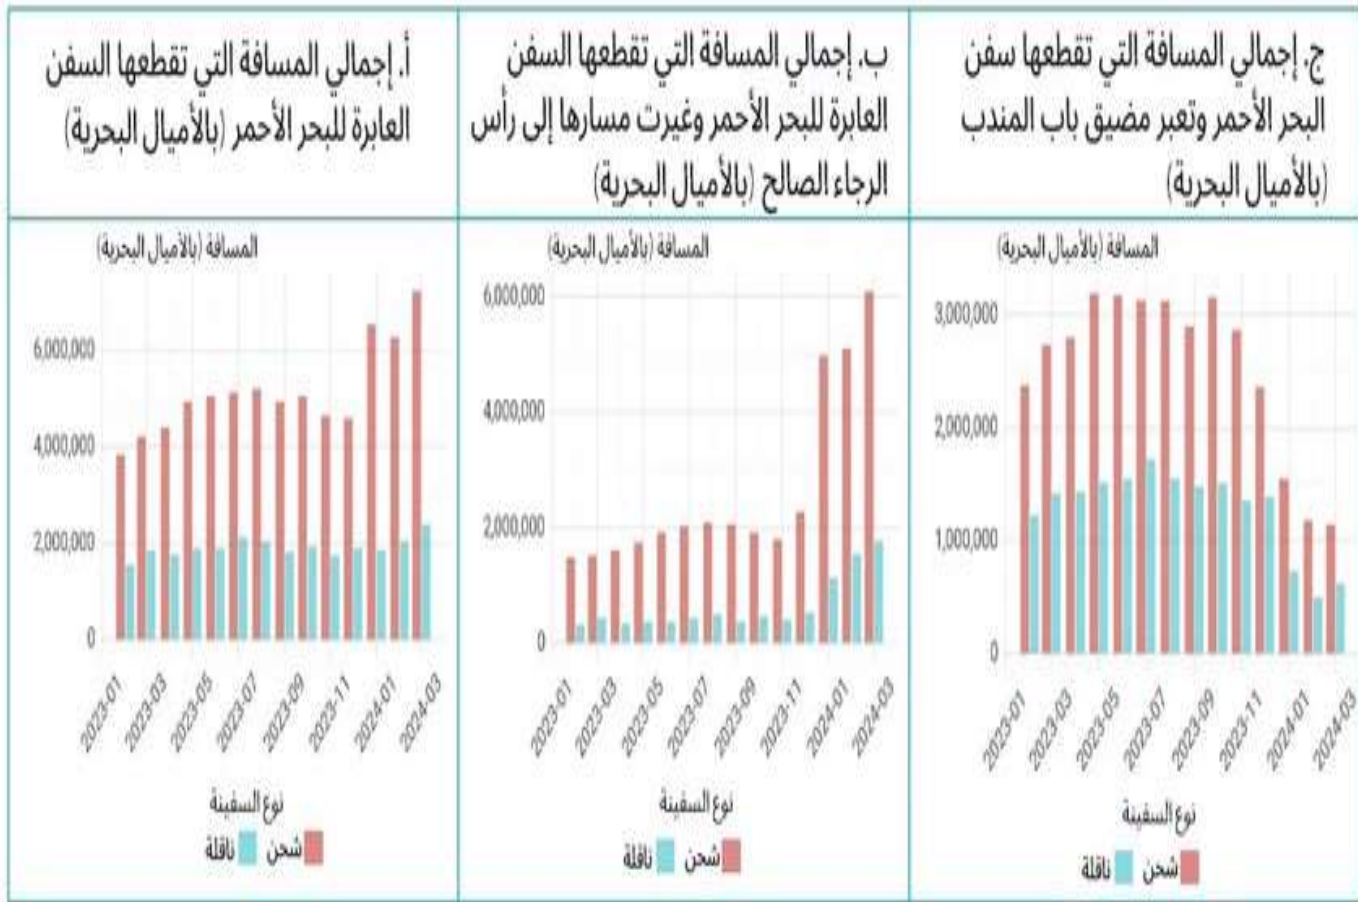 أ. إجمالي المسافة التي تقطعها السفن
العابرة للبحر الأحمر (بالأميال البحرية)
ب. إجمالي المسافة التي تقطعها السفن
العابرة للبحر الأحمر وغيرت مسارها إلى رأس
الرجاء الصالح (بالأميال البحرية)
ج. إجمالي المسافة التي تقطعها سفن
البحر الأحمر وتعبر مضيق باب المندب
(بالأميال البحرية)
المسافة (بالأميال البحرية)
6,000,000
4,000,000
2,000,000
0
2023-01
2023-03
2023-05
2023-07
2023-09
2023-11
2024-01
2024-03
نوع السفينة
شحن
ناقلة
المسافة (بالأميال البحرية)
6,000,000
4,000,000
2,000,000
0
2023-01
2023-03
2023-05
2023-07
2023-09
2023-11
2024-01
2024-03
نوع السفينة
شحن
ناقلة
المسافة (بالأميال البحرية)
3,000,000
2,000,000
1,000,000
0
2023-01
2023-03
2023-05
2023-07
2023-09
2023-11
2024-01
2024-03
نوع السفينة
شحن
ناقلة